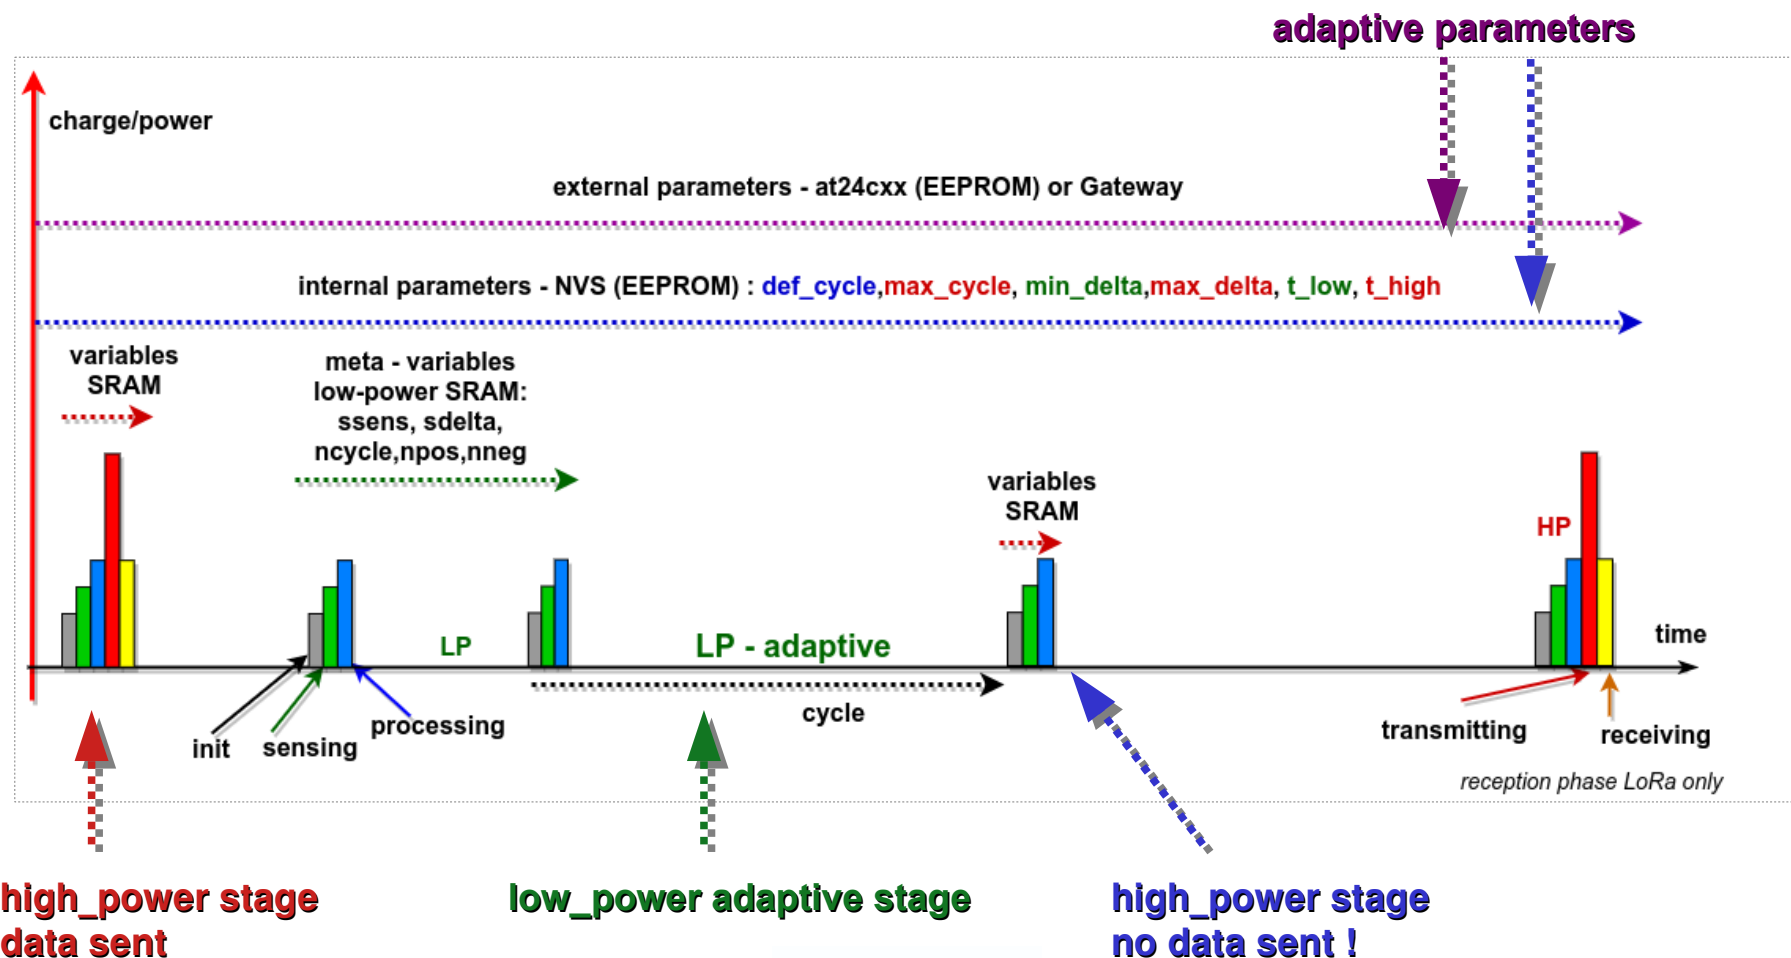 adaptive parameters
charge/power
external parameters - at24cxx (EEPROM) or Gateway
internal parameters - NVS (EEPROM) : def_cycle,max_cycle, min_delta,max_delta, t_low, t_high
variables
SRAM
meta - variables
low-power SRAM:
ssens, sdelta,
ncycle,npos,nneg
variables
SRAM
HP
LP
LP - adaptive
time
cycle
init
sensing
processing
transmitting
receiving
reception phase LoRa only
high_power stage
data sent
low_power adaptive stage
high_power stage
no data sent !